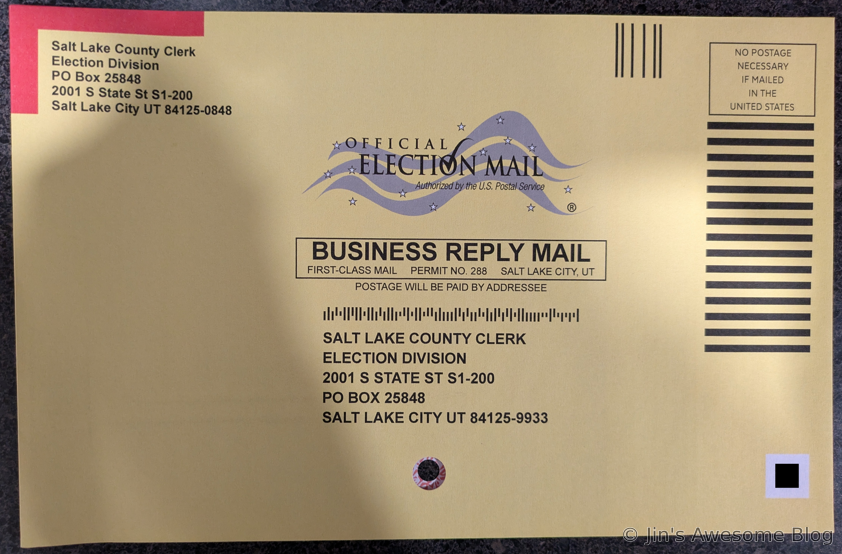 Salt Lake County Clerk
Election Division
PO Box 25848
2001 S State St S1-200
Salt Lake City UT 84125-0848
NO POSTAGE
NECESSARY
IF MAILED
IN THE
UNITED STATES
OFFICIAL
ELECTION MAIL
Authorized by the U.S. Postal Service
®
BUSINESS REPLY MAIL
FIRST-CLASS MAIL PERMIT NO. 288 SALT LAKE CITY, UT
POSTAGE WILL BE PAID BY ADDRESSEE
SALT LAKE COUNTY CLERK
ELECTION DIVISION
2001 S STATE ST S1-200
PO BOX 25848
SALT LAKE CITY UT 84125-9933
© Jin's Awesome Blog